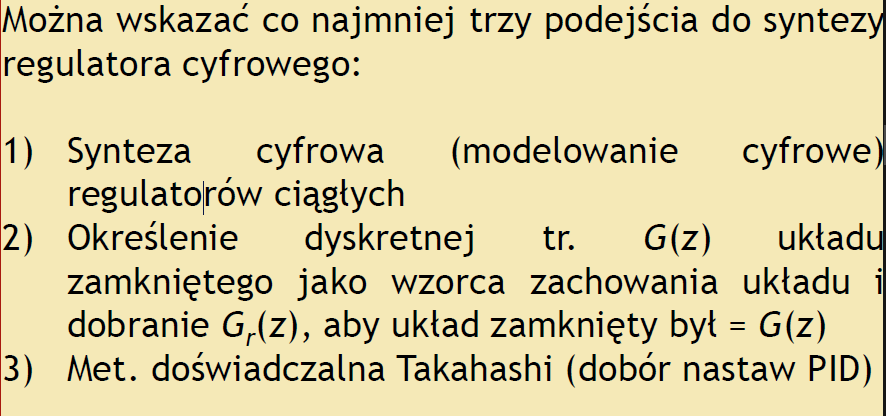 Można wskazać co najmniej trzy podejścia do syntezy
regulatora cyfrowego:
1) Synteza cyfrowa (modelowanie cyfrowe)
regulatorów ciągłych
2) Określenie dyskretnej tr. G(z) układu
zamkniętego jako wzorca zachowania układu i
dobranie Gr(z), aby układ zamknięty był = G(z)
3) Met. doświadczalna Takahashi (dobór nastaw PID)